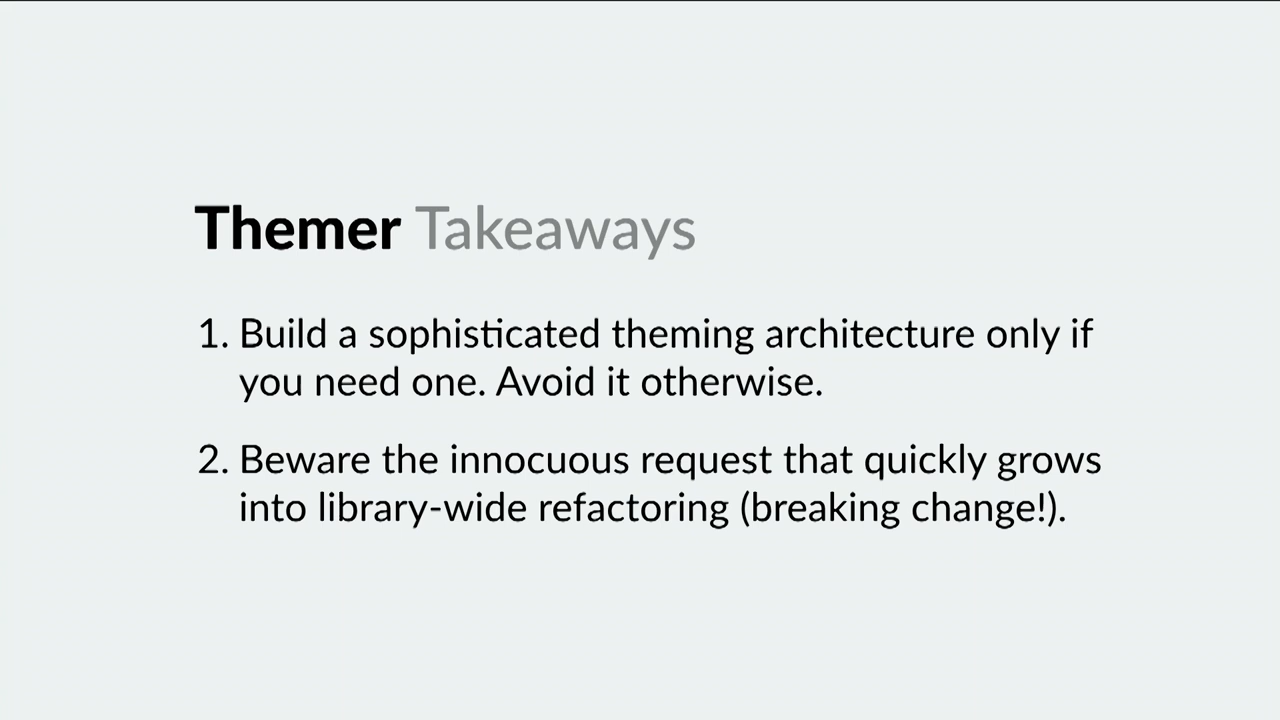 Themer Takeaways
1. Build a sophisticated theming architecture only if
you need one. Avoid it otherwise.
2. Beware the innocuous request that quickly grows
into library-wide refactoring (breaking change!).